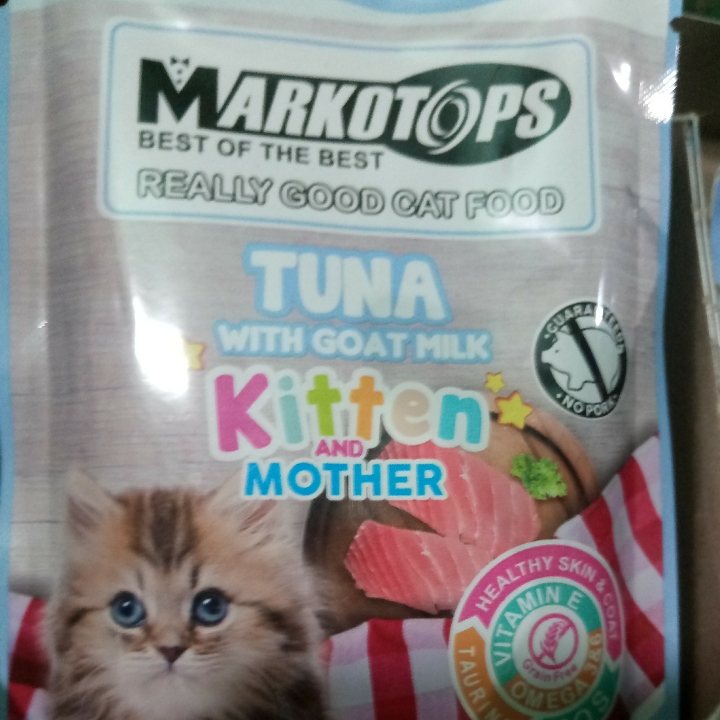 MARKOTOPS
BEST OF THE BEST
REALLY GOOD CAT FOOD
TUNA
WITH GOAT MILK
Kitten
AND
MOTHER
GUARANTEED
NO PORK
HEALTHY SKIN & COAT
VITAMIN E
Grain Free
OMEGA 3&6